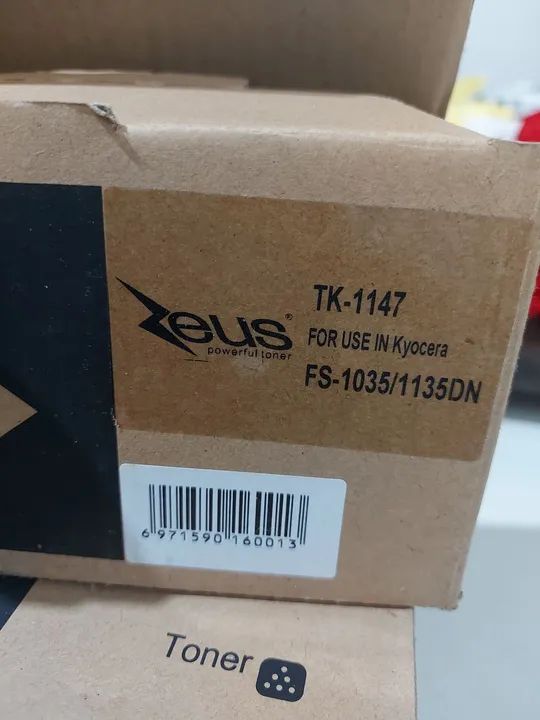 Zeus®
powerful toner
TK-1147
FOR USE IN Kyocera
FS-1035/1135DN
6 971590 160013
Toner